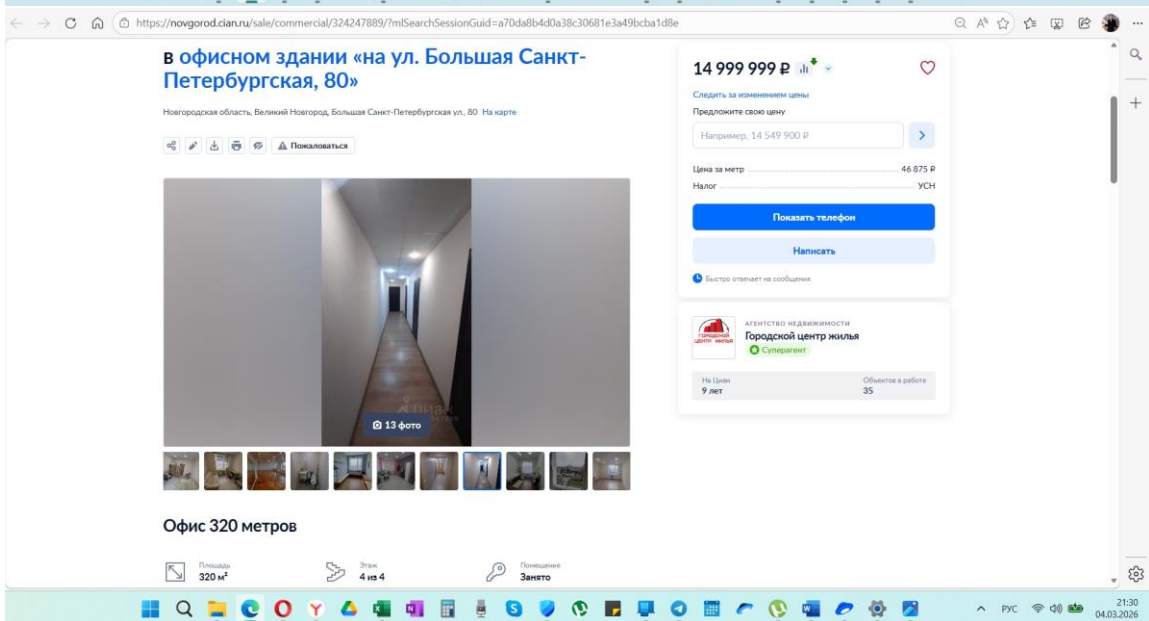 https://novgorod.cian.ru/sale/commercial/324247889/?mlSearchSessionGuid=a70da8b4d0a38c30681e3a49bcba1d8e
в офисном здании «на ул. Большая Санкт-
Петербургская, 80»
Новгородская область, Великий Новгород, Большая Санкт-Петербургская ул., 80 На карте
Пожаловаться
13 фото
Офис 320 метров
Площадь
320 м²
Этаж
4 из 4
Помещение
Занято
14 999 999 ₽
Следить за изменением цены
Предложите свою цену
Например, 14 549 900 ₽
Цена за метр 46 875 ₽
Налог УСН
Показать телефон
Написать
Быстро отвечает на сообщения
ГОРОДСКОЙ
ЦЕНТР ЖИЛЬЯ
АГЕНТСТВО НЕДВИЖИМОСТИ
Городской центр жилья
Суперагент
На Циан
9 лет
Объектов в работе
35
РУС
21:30
04.03.2026